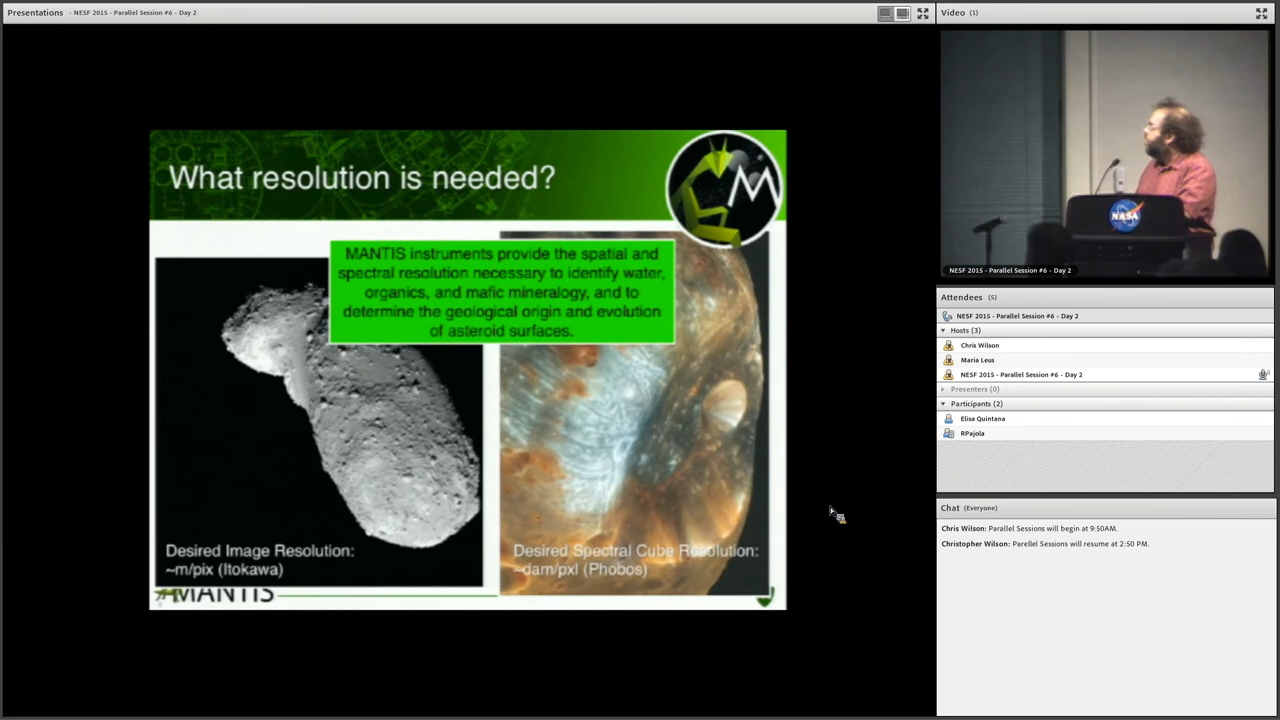 Presentations - NESF 2015 - Parallel Session #6 - Day 2
What resolution is needed?
M
MANTIS instruments provide the spatial and
spectral resolution necessary to identify water,
organics, and mafic mineralogy, and to
determine the geological origin and evolution
of asteroid surfaces.
Desired Image Resolution:
~m/pix (Itokawa)
Desired Spectral Cube Resolution:
~dam/pxl (Phobos)
MANTIS
Video (1)
NASA
NESF 2015 - Parallel Session #6 - Day 2
Attendees (5)
NESF 2015 - Parallel Session #6 - Day 2
Hosts (3)
Chris Wilson
Maria Leus
NESF 2015 - Parallel Session #6 - Day 2
Presenters (0)
Participants (2)
Elisa Quintana
RPajola
Chat (Everyone)
Chris Wilson: Parallel Sessions will begin at 9:50AM.
Christopher Wilson: Parellel Sessions will resume at 2:50 PM.